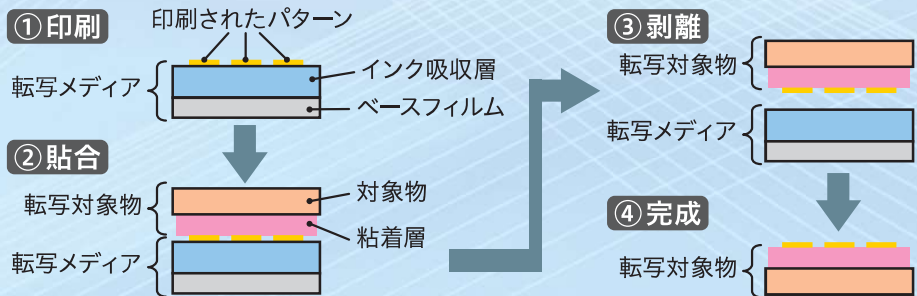 ①印刷
印刷されたパターン
転写メディア
インク吸収層
ベースフィルム
②貼合
転写対象物
対象物
粘着層
転写メディア
③剥離
転写対象物
転写メディア
④完成
転写対象物